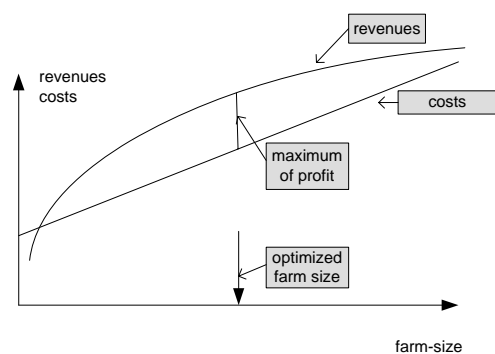 revenues
revenues
costs
costs
maximum
of profit
optimized
farm size
farm-size